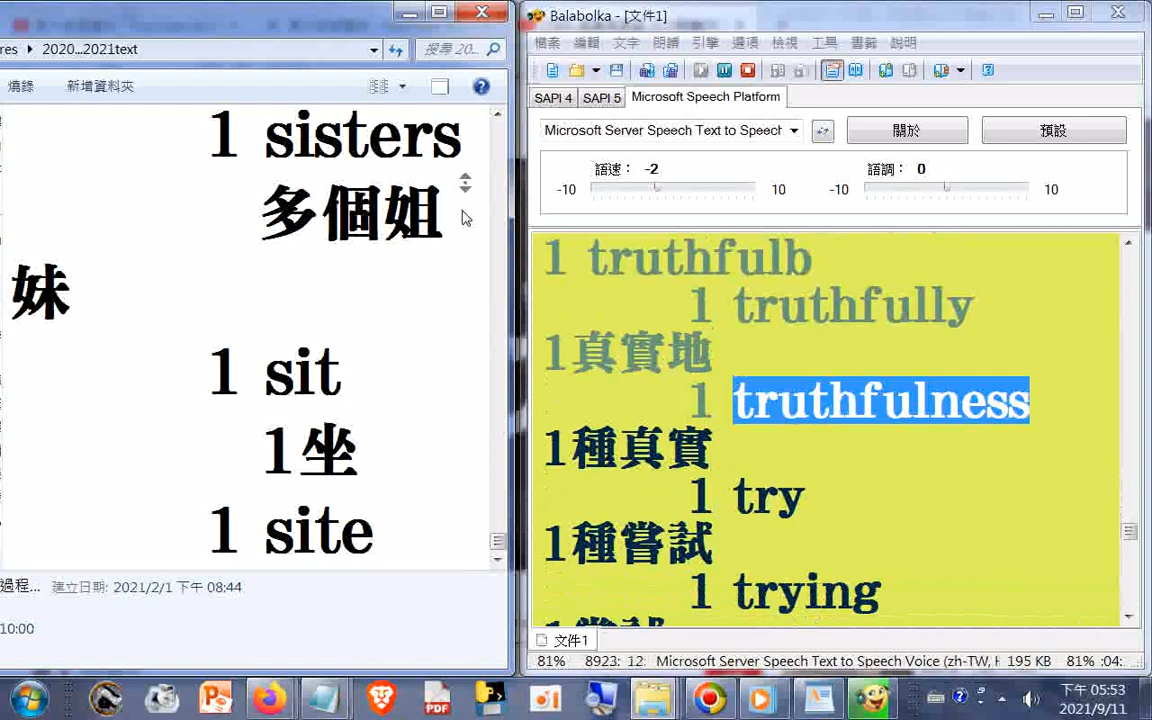 res ▸ 2020...2021text
搜尋 20...
燒錄 新增資料夾
1 sisters
多個姐
妹
1 sit
1坐
1 site
過程... 建立日期: 2021/2/1 下午 08:44
10:00
Balabolka - [文件1]
檔案 編輯 文字 朗讀 引擎 選項 檢視 工具 書籤 說明
SAPI 4 SAPI 5 Microsoft Speech Platform
Microsoft Server Speech Text to Speech 關於 預設
語速： -2 語調： 0
-10 10 -10 10
1 truthfulb
1 truthfully
1真實地
1 truthfulness
1種真實
1 try
1種嘗試
1 trying
文件1
81% 8923: 12: Microsoft Server Speech Text to Speech Voice (zh-TW, H 195 KB 81% :04:...
PDF
下午 05:53
2021/9/11